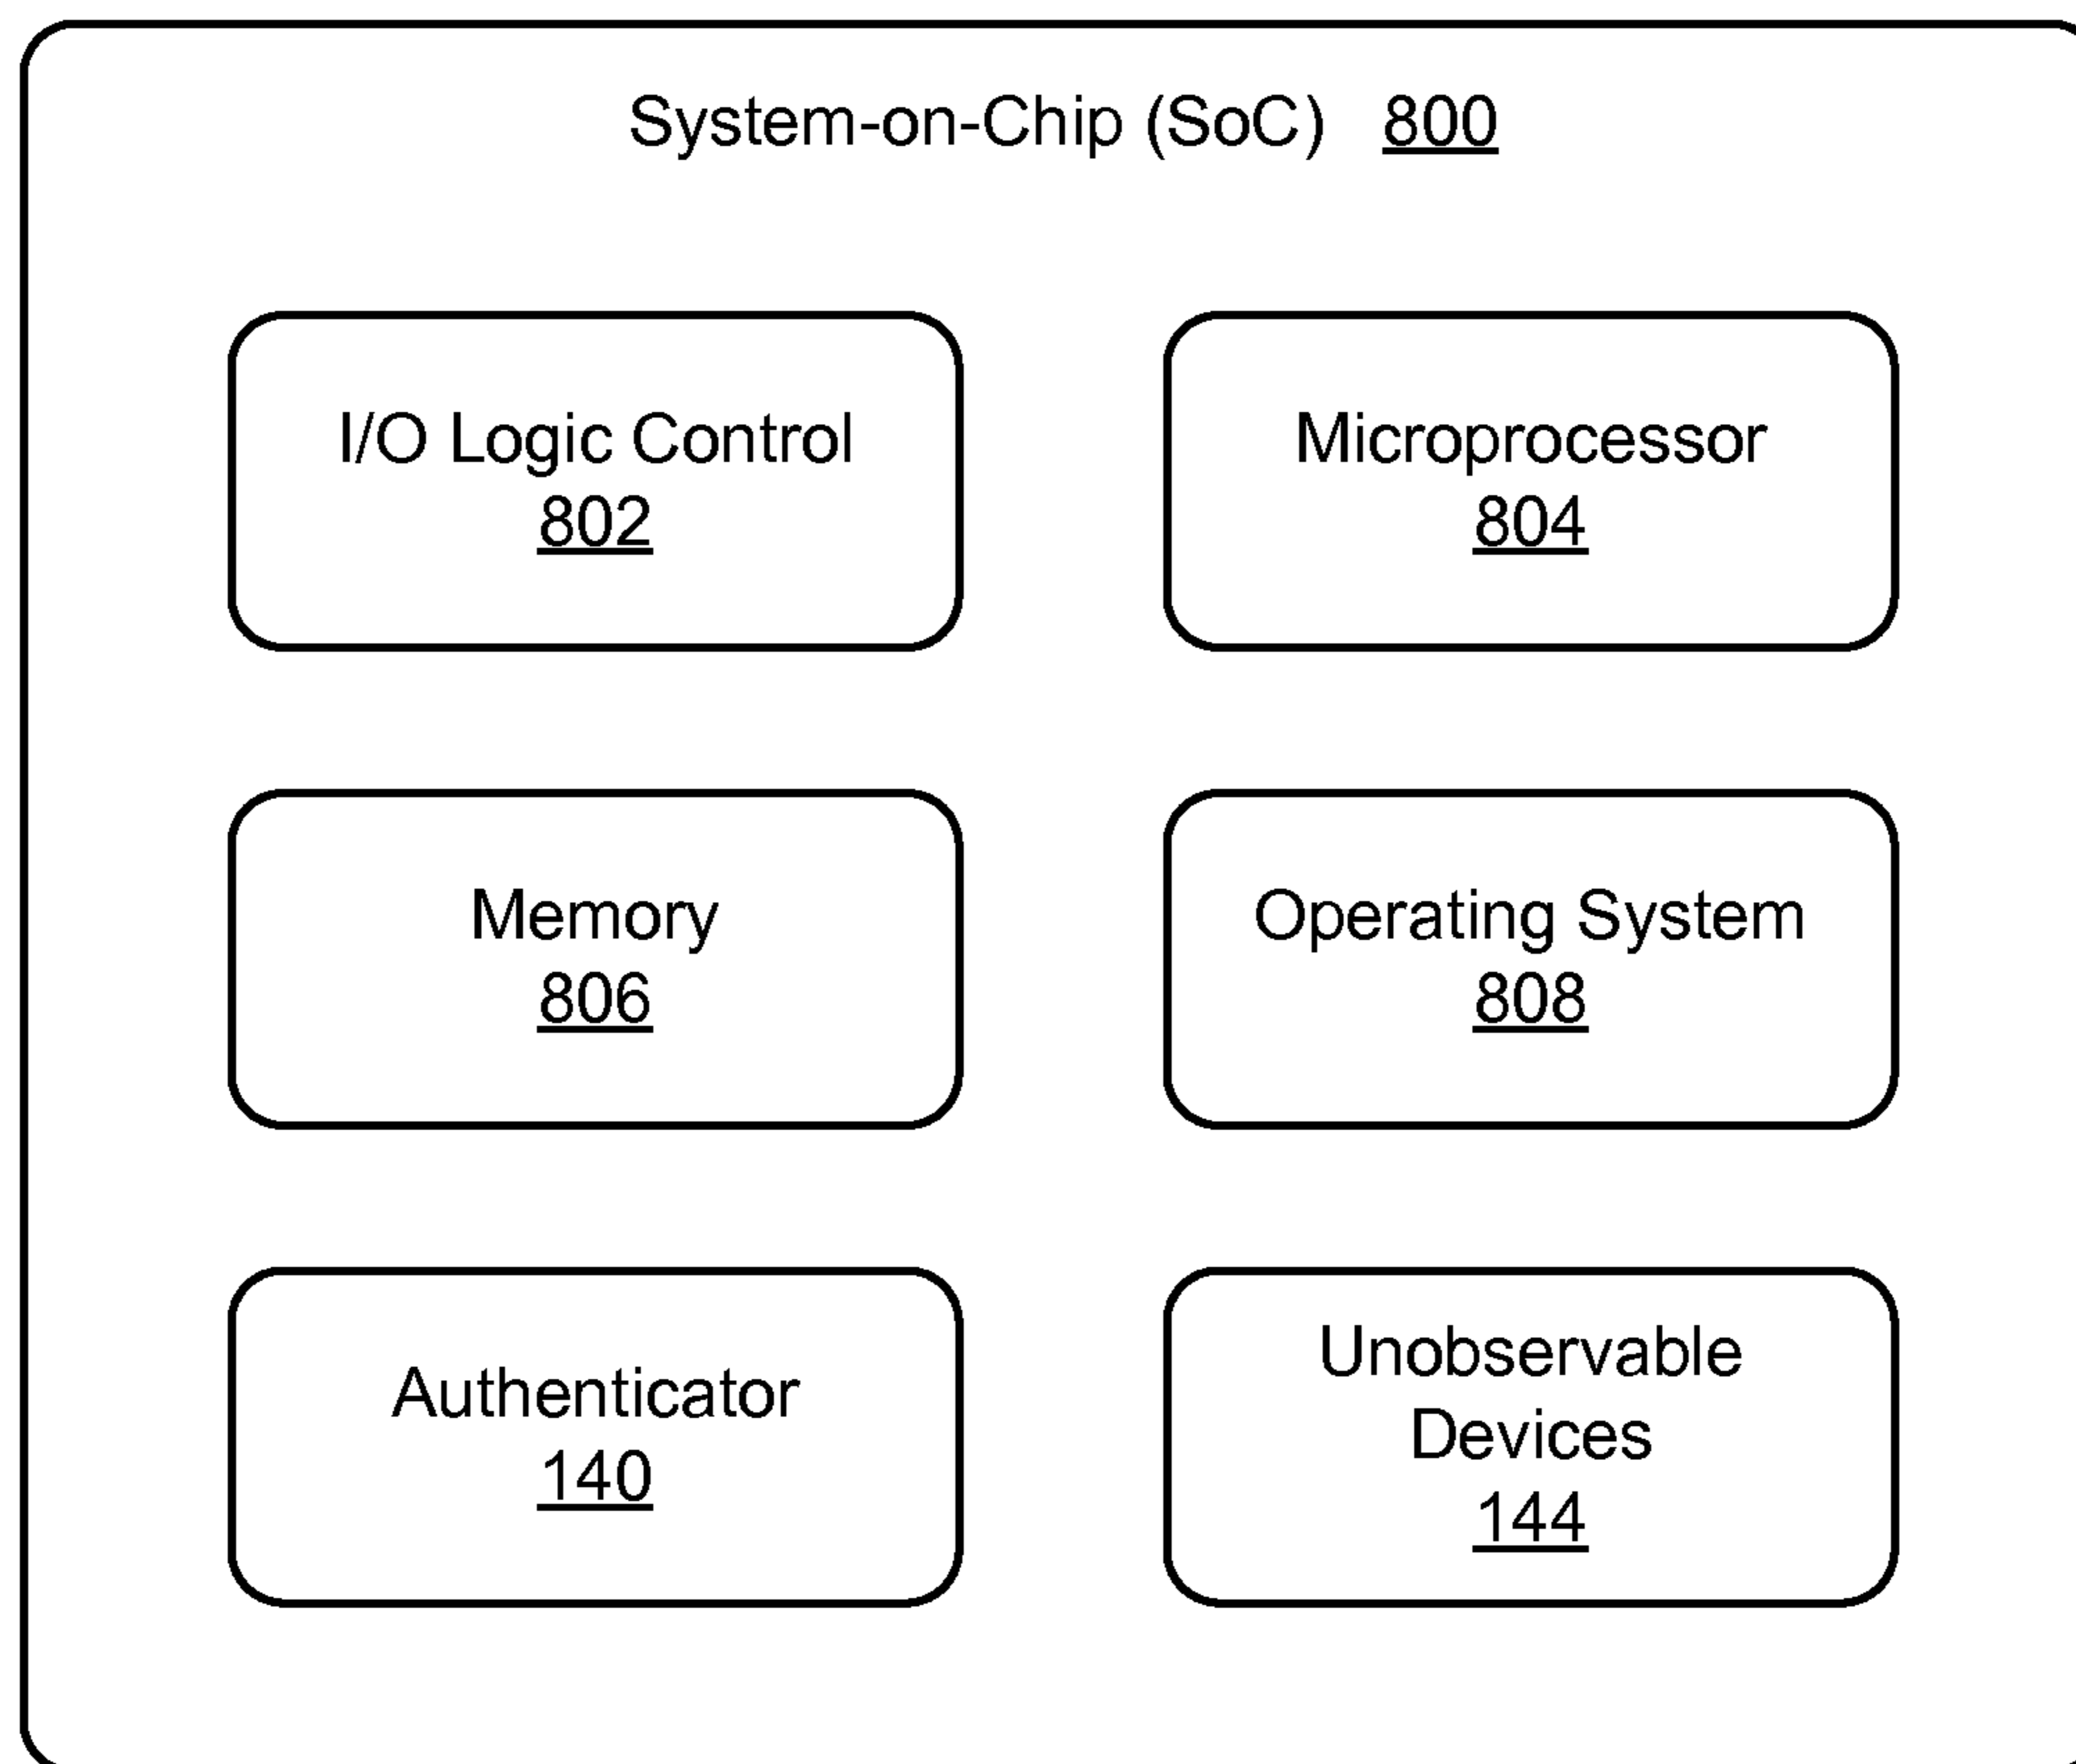 System-on-Chip (SoC) 800
I/O Logic Control
802
Microprocessor
804
Memory
806
Operating System
808
Authenticator
140
Unobservable
Devices
144